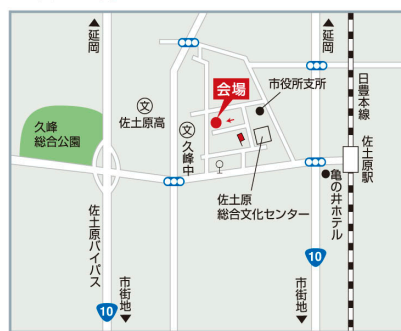 ▲延岡
▲延岡
会場
市役所支所
日豊本線
文
佐土原高
久峰
総合公園
文
久峰中
佐土原駅
佐土原
総合文化センター
亀の井ホテル
佐土原バイパス
10
市街地▼
10
市街地▼